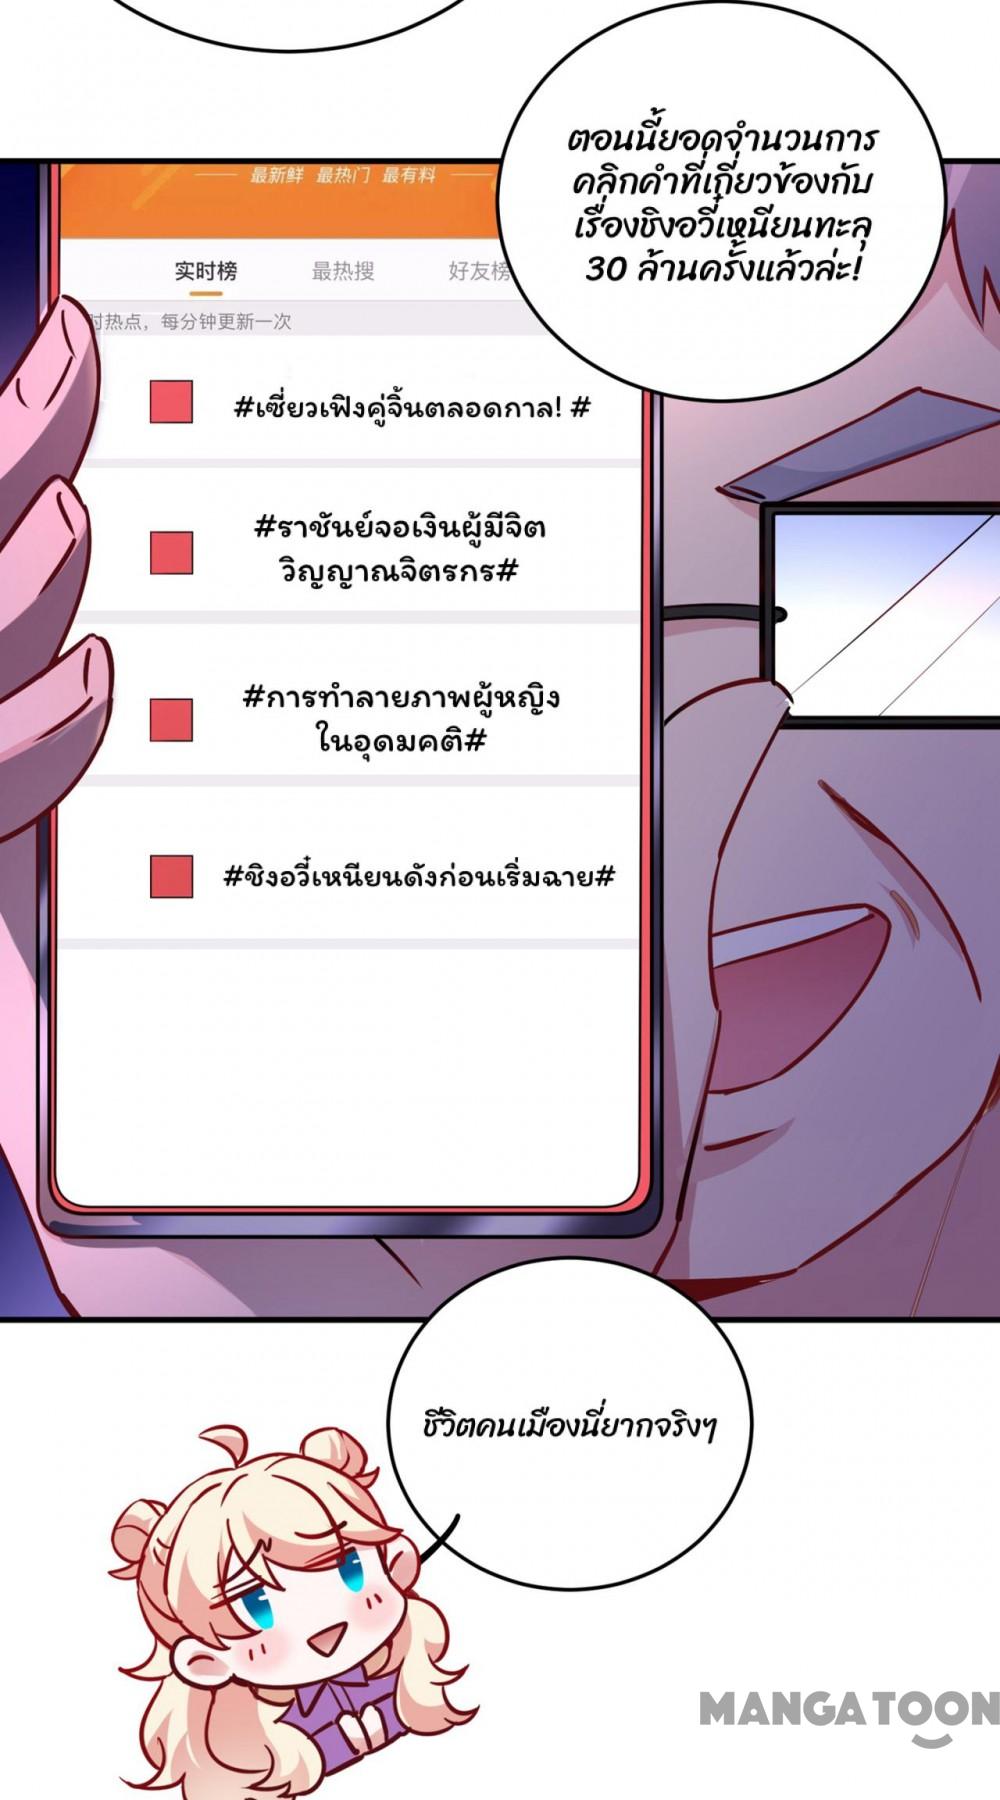 ตอนนี้ยอดจำนวนการ
คลิกคำที่เกี่ยวข้องกับ
เรื่องชิงอวี๋เหนียนทะลุ
30 ล้านครั้งแล้วล่ะ!
最新鲜 最热门 最有料
实时榜 最热搜 好友榜
时热点，每分钟更新一次
#เซี่ยวเฟิงคู่จิ้นตลอดกาล! #
#ราชันย์จอเงินผู้มีจิต
วิญญาณจิตรกร#
#การทำลายภาพผู้หญิง
ในอุดมคติ#
#ชิงอวี๋เหนียนดังก่อนเริ่มฉาย#
ชีวิตคนเมืองนี่ยากจริงๆ
MANGATOON